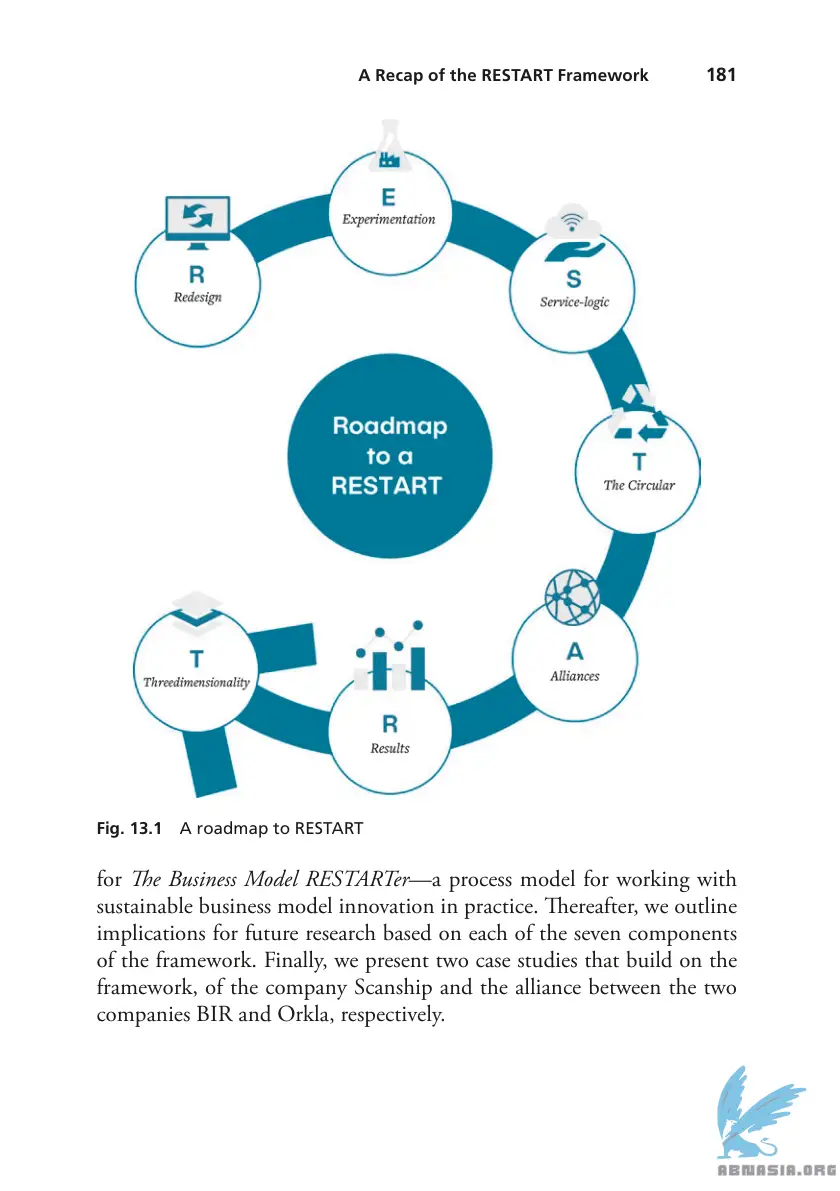 A Recap of the RESTART Framework 181
E
Experimentation
R
Redesign
S
Service-logic
Roadmap
to a
RESTART
T
The Circular
T
Threedimensionality
A
Alliances
R
Results
Fig. 13.1 A roadmap to RESTART
for The Business Model RESTARTer—a process model for working with
sustainable business model innovation in practice. Thereafter, we outline
implications for future research based on each of the seven components
of the framework. Finally, we present two case studies that build on the
framework, of the company Scanship and the alliance between the two
companies BIR and Orkla, respectively.
ABNASIA.ORG